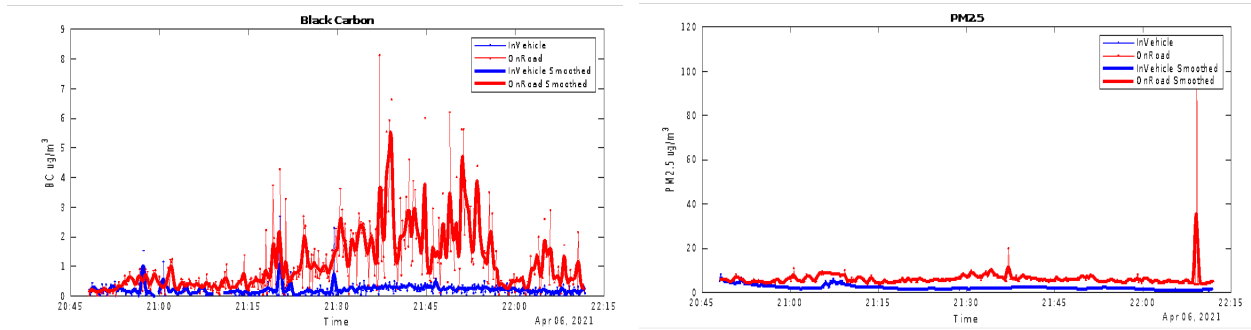 Black Carbon
9
8
7
6
5
4
3
2
1
0
BC ug/m³
InVehicle
OnRoad
InVehicle Smoothed
OnRoad Smoothed
20:45 21:00 21:15 21:30 21:45 22:00 22:15
Time
Apr 06, 2021
PM2.5
120
100
80
60
40
20
0
PM2.5 ug/m³
InVehicle
OnRoad
InVehicle Smoothed
OnRoad Smoothed
20:45 21:00 21:15 21:30 21:45 22:00 22:15
Time
Apr 06, 2021